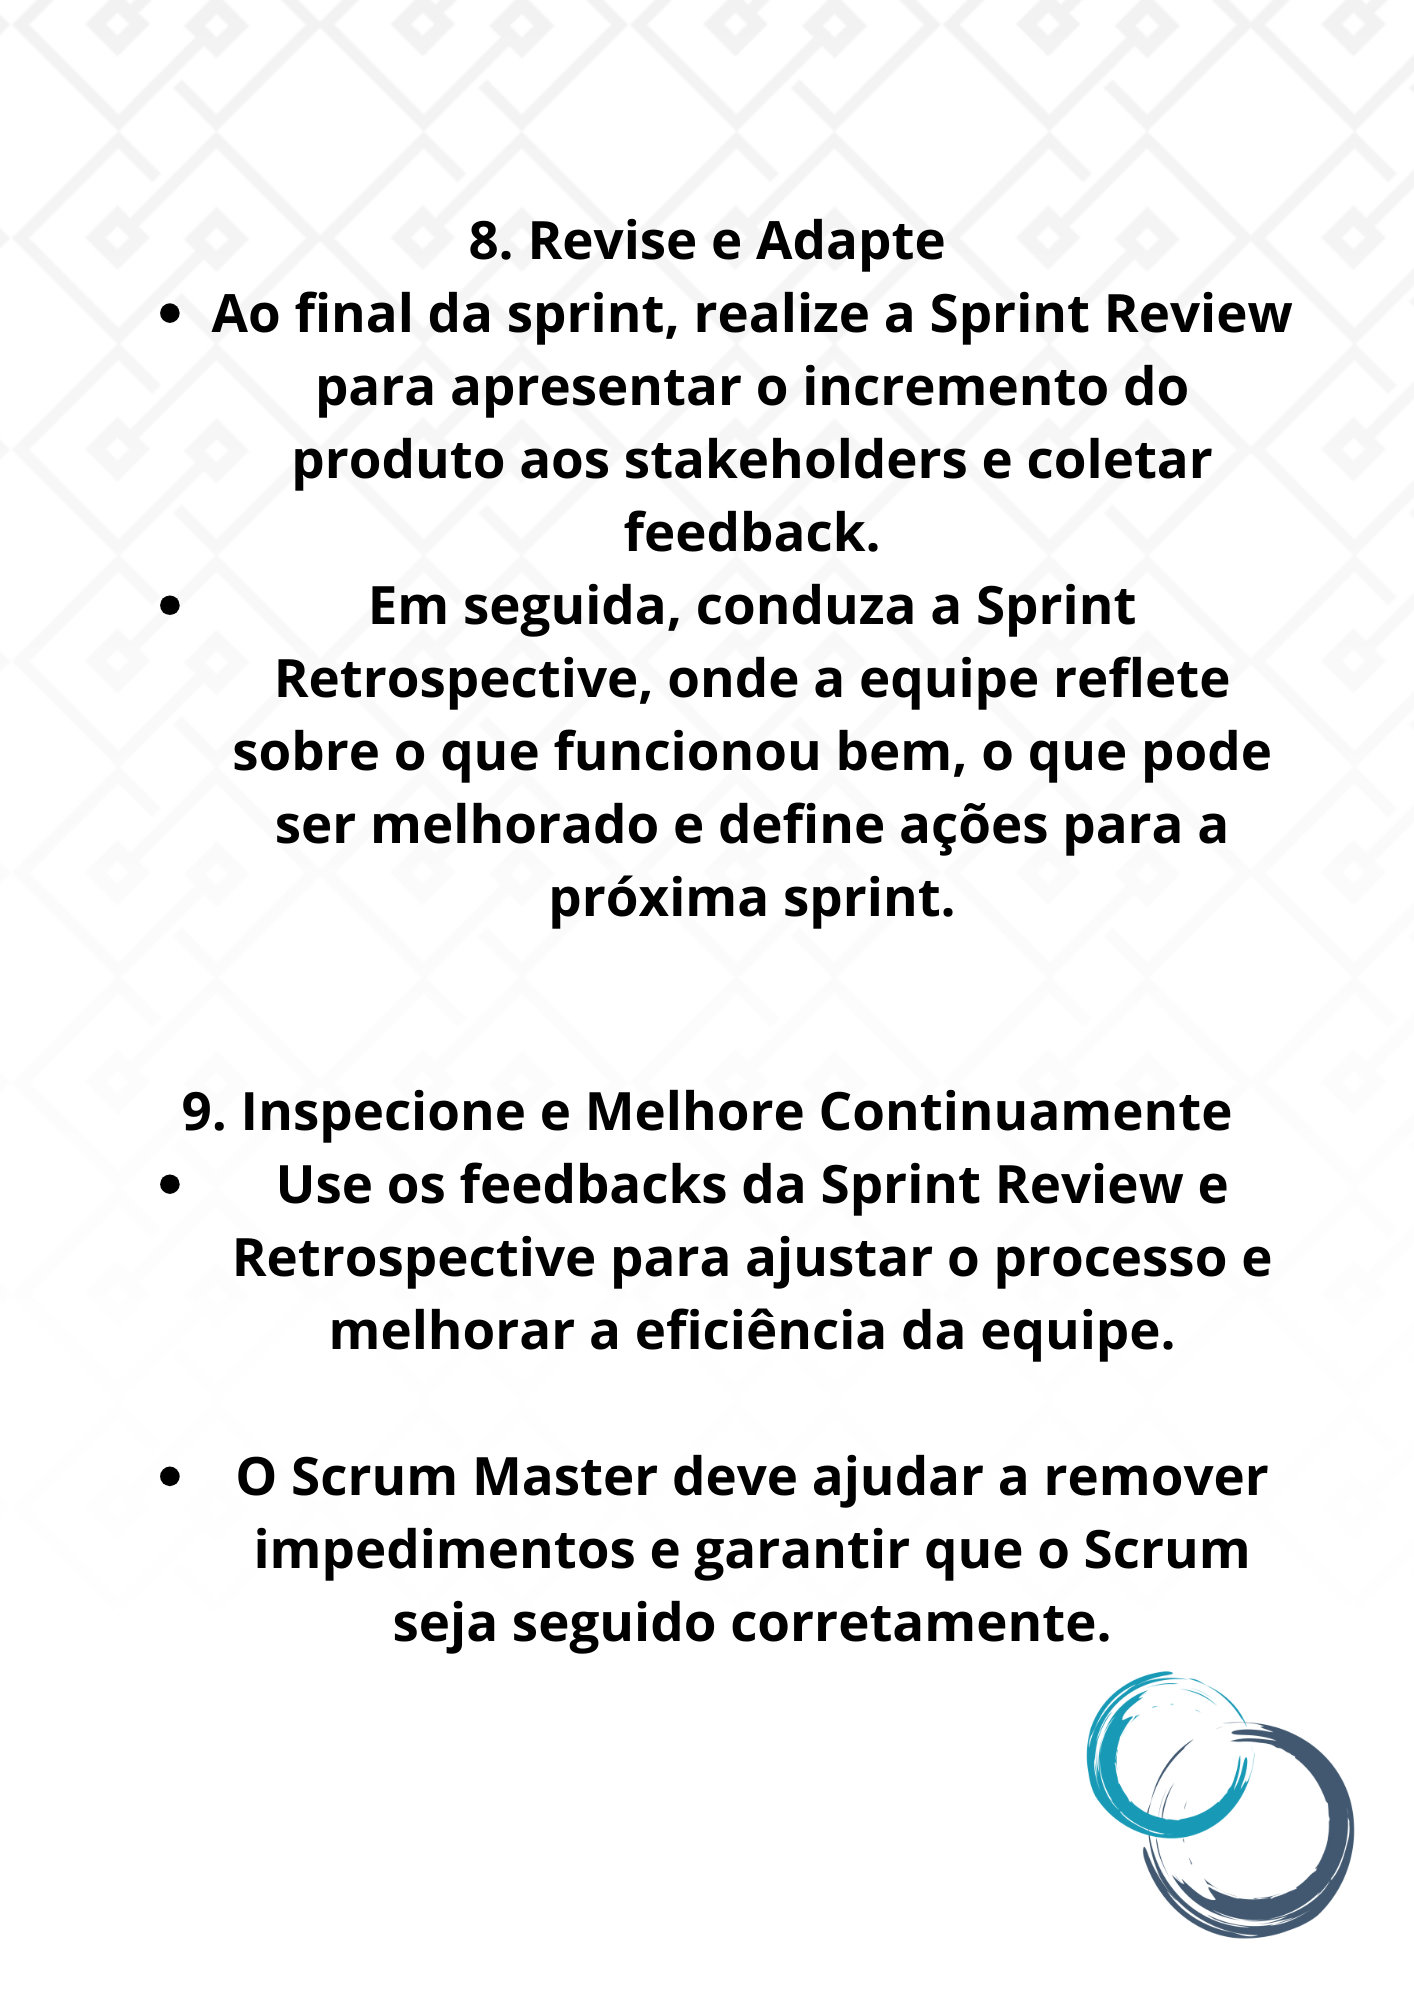 8. Revise e Adapte
• Ao final da sprint, realize a Sprint Review
para apresentar o incremento do
produto aos stakeholders e coletar
feedback.
• Em seguida, conduza a Sprint
Retrospective, onde a equipe reflete
sobre o que funcionou bem, o que pode
ser melhorado e define ações para a
próxima sprint.
9. Inspecione e Melhore Continuamente
• Use os feedbacks da Sprint Review e
Retrospective para ajustar o processo e
melhorar a eficiência da equipe.
• O Scrum Master deve ajudar a remover
impedimentos e garantir que o Scrum
seja seguido corretamente.